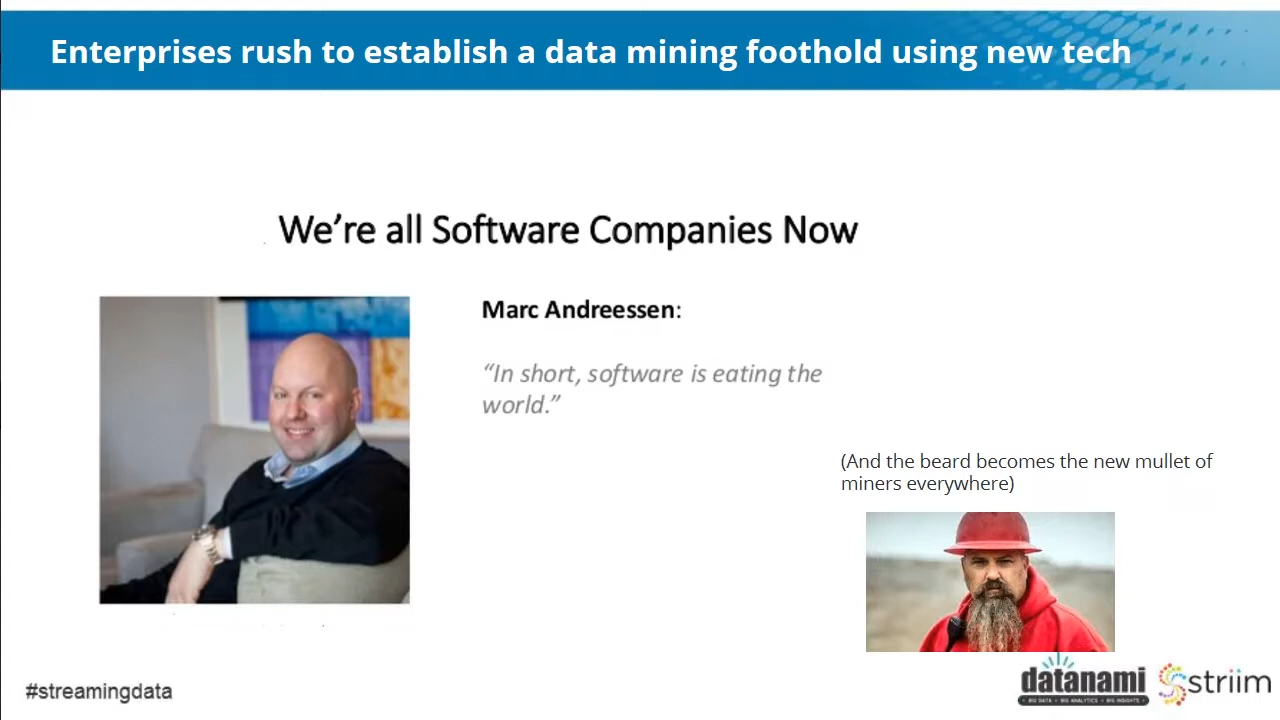 Enterprises rush to establish a data mining foothold using new tech
We’re all Software Companies Now
Marc Andreessen:
“In short, software is eating the
world.”
(And the beard becomes the new mullet of
miners everywhere)
#streamingdata
datanami
BIG DATA • BIG ANALYTICS • BIG INSIGHTS
striim